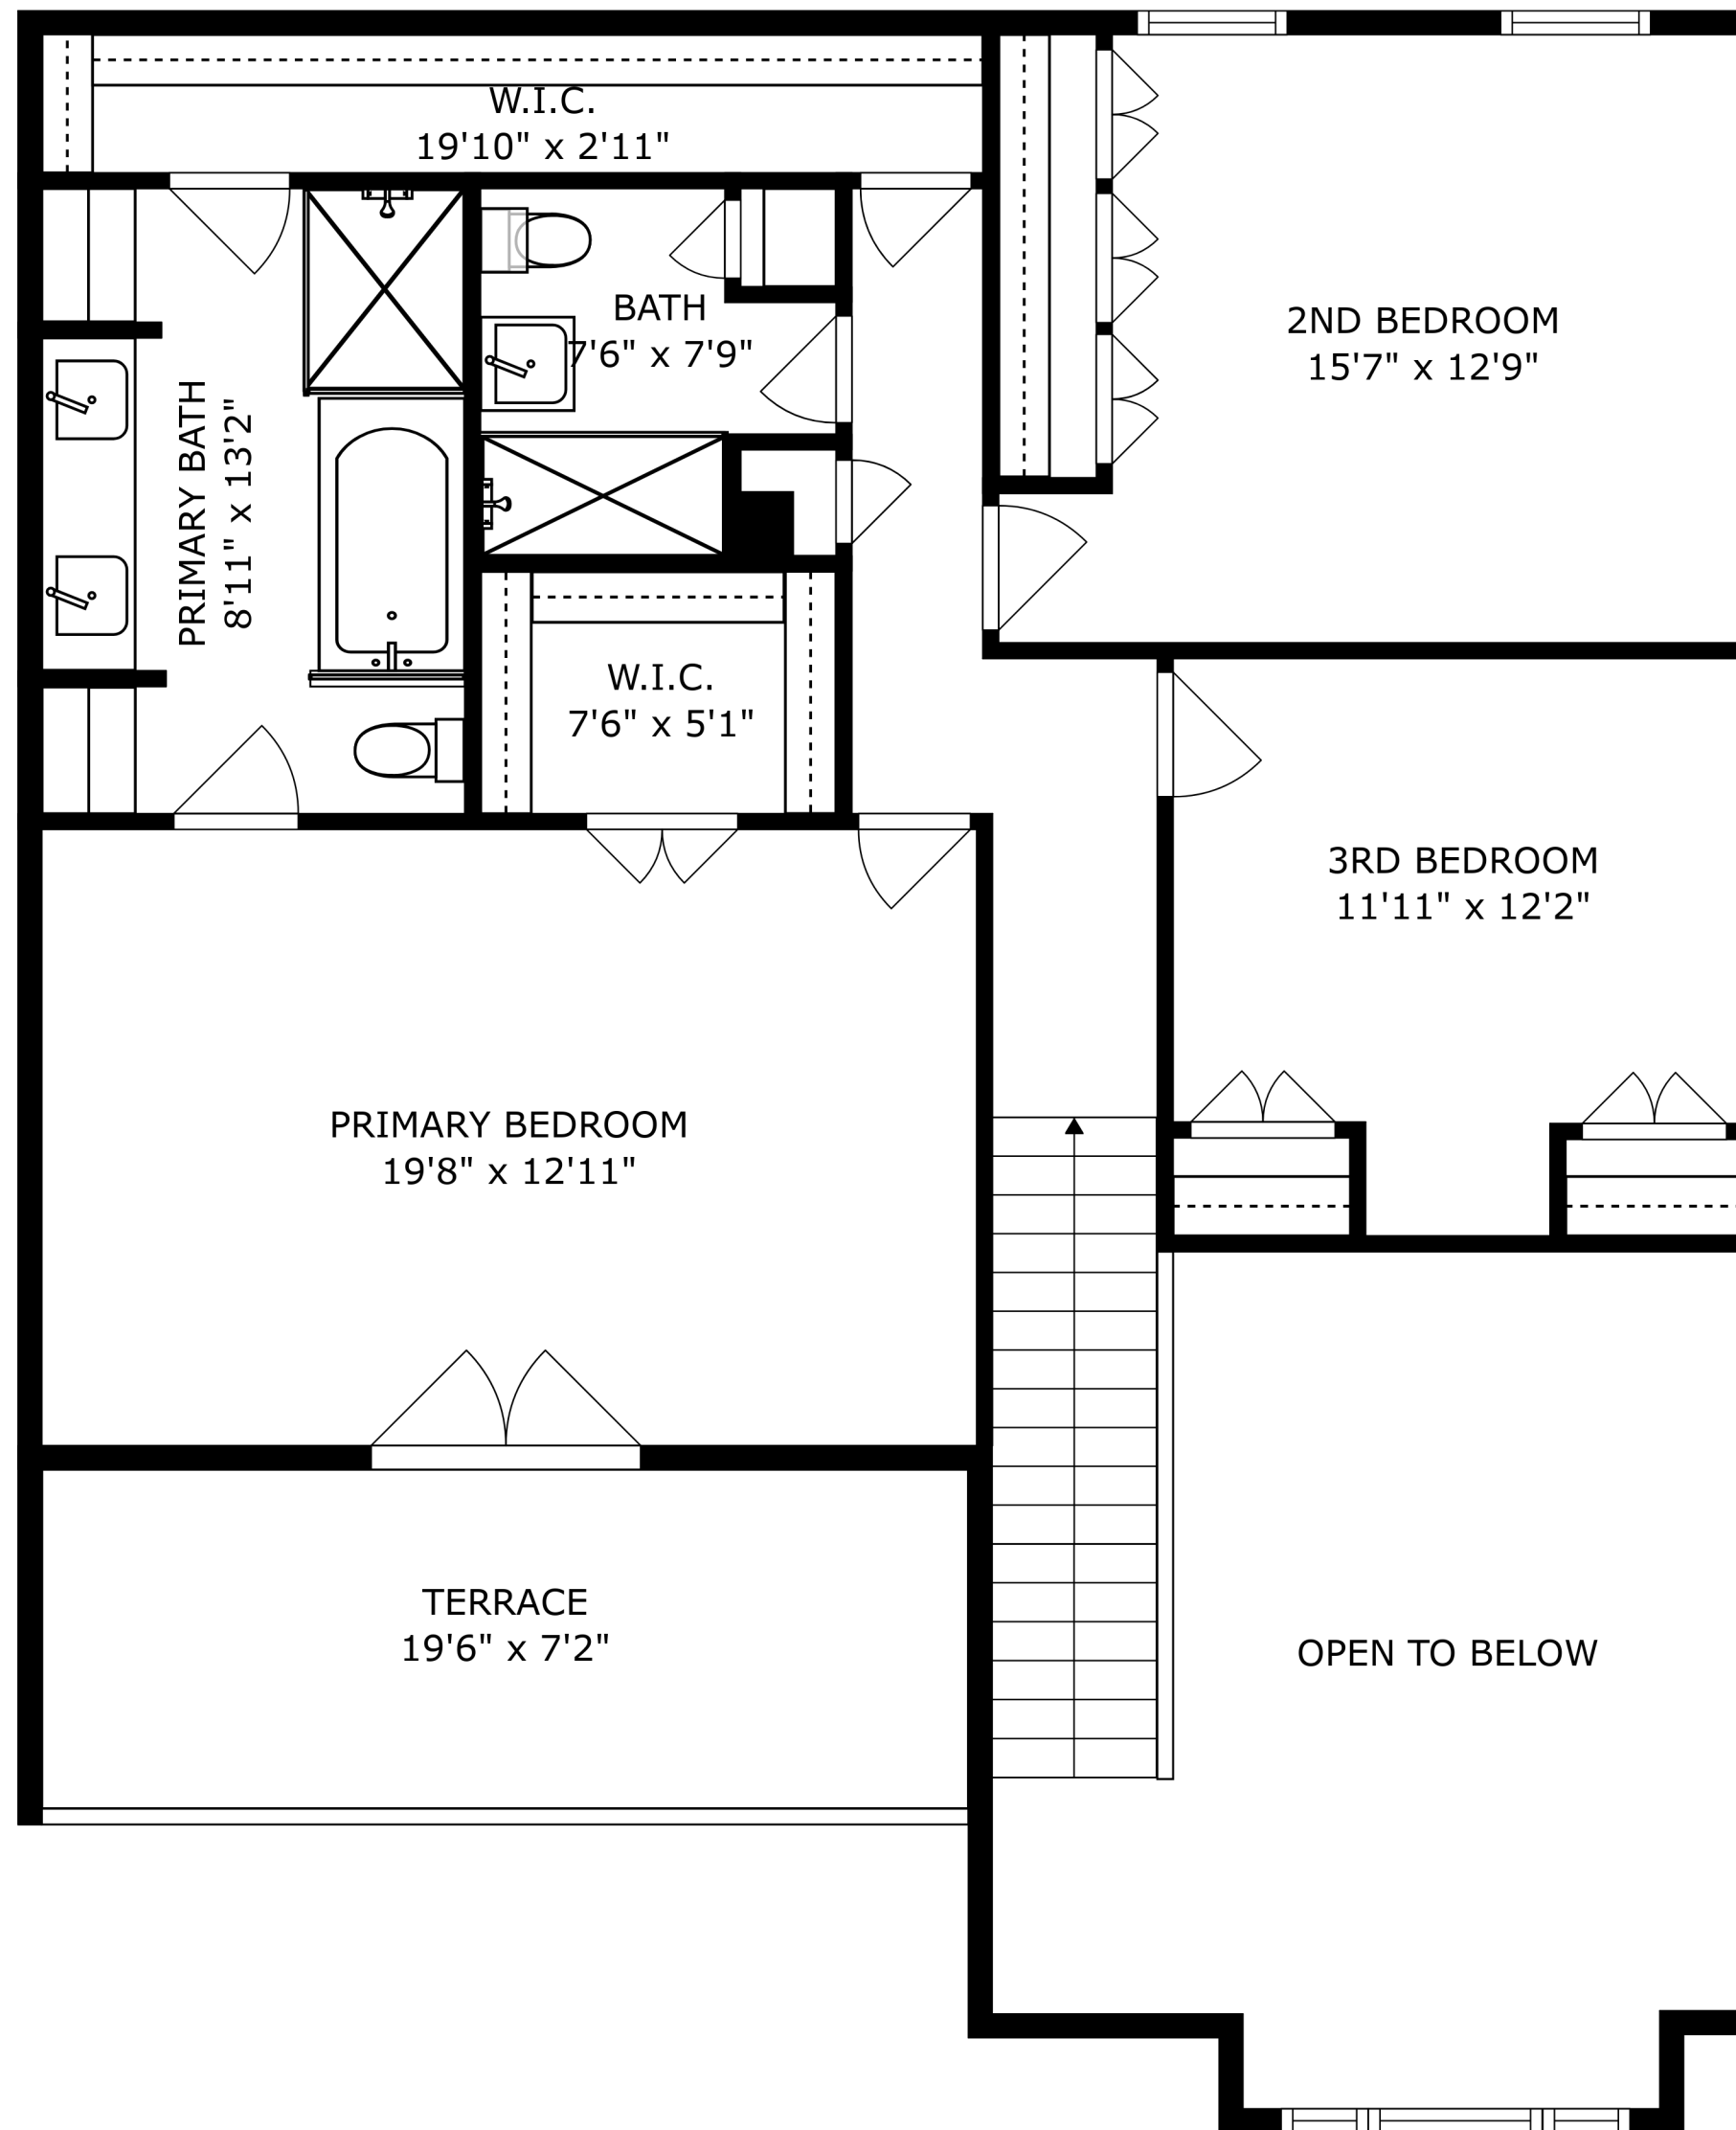 W.I.C.
19'10" x 2'11"
BATH
7'6" x 7'9"
2ND BEDROOM
15'7" x 12'9"
PRIMARY BATH
8'11" x 13'2"
W.I.C.
7'6" x 5'1"
3RD BEDROOM
11'11" x 12'2"
PRIMARY BEDROOM
19'8" x 12'11"
TERRACE
19'6" x 7'2"
OPEN TO BELOW